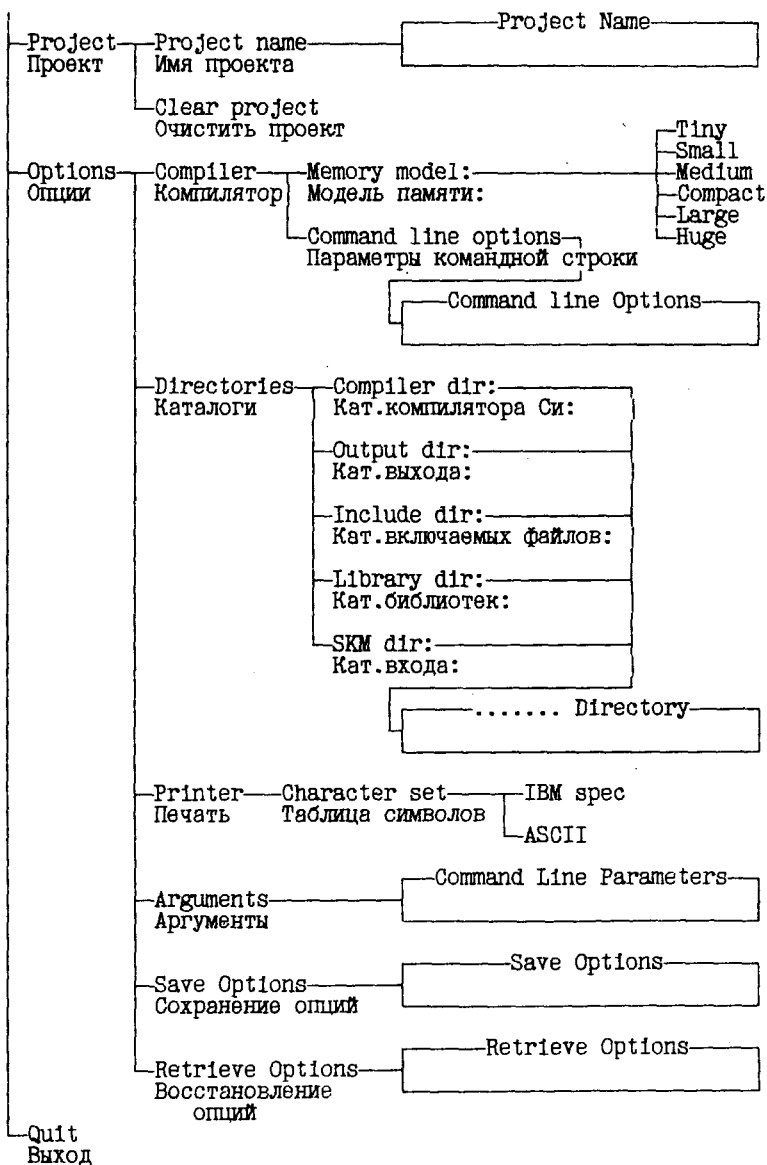 Project Name
Project Project name
Проект Имя проекта
Clear project
Очистить проект
Tiny
Small
Options Compiler Memory model: Medium
Опции Компилятор Модель памяти: Compact
Large
Command line options Huge
Параметры командной строки
Command line Options
Directories Compiler dir:
Каталоги Кат.компилятора Си:
Output dir:
Кат.выхода:
Include dir:
Кат.включаемых файлов:
Library dir:
Кат.библиотек:
SKM dir:
Кат.входа:
....... Directory
Printer Character set IBM spec
Печать Таблица символов
ASCII
Command Line Parameters
Arguments
Аргументы
Save Options
Save Options
Сохранение опций
Retrieve Options
Retrieve Options
Восстановление
опций
Quit
Выход